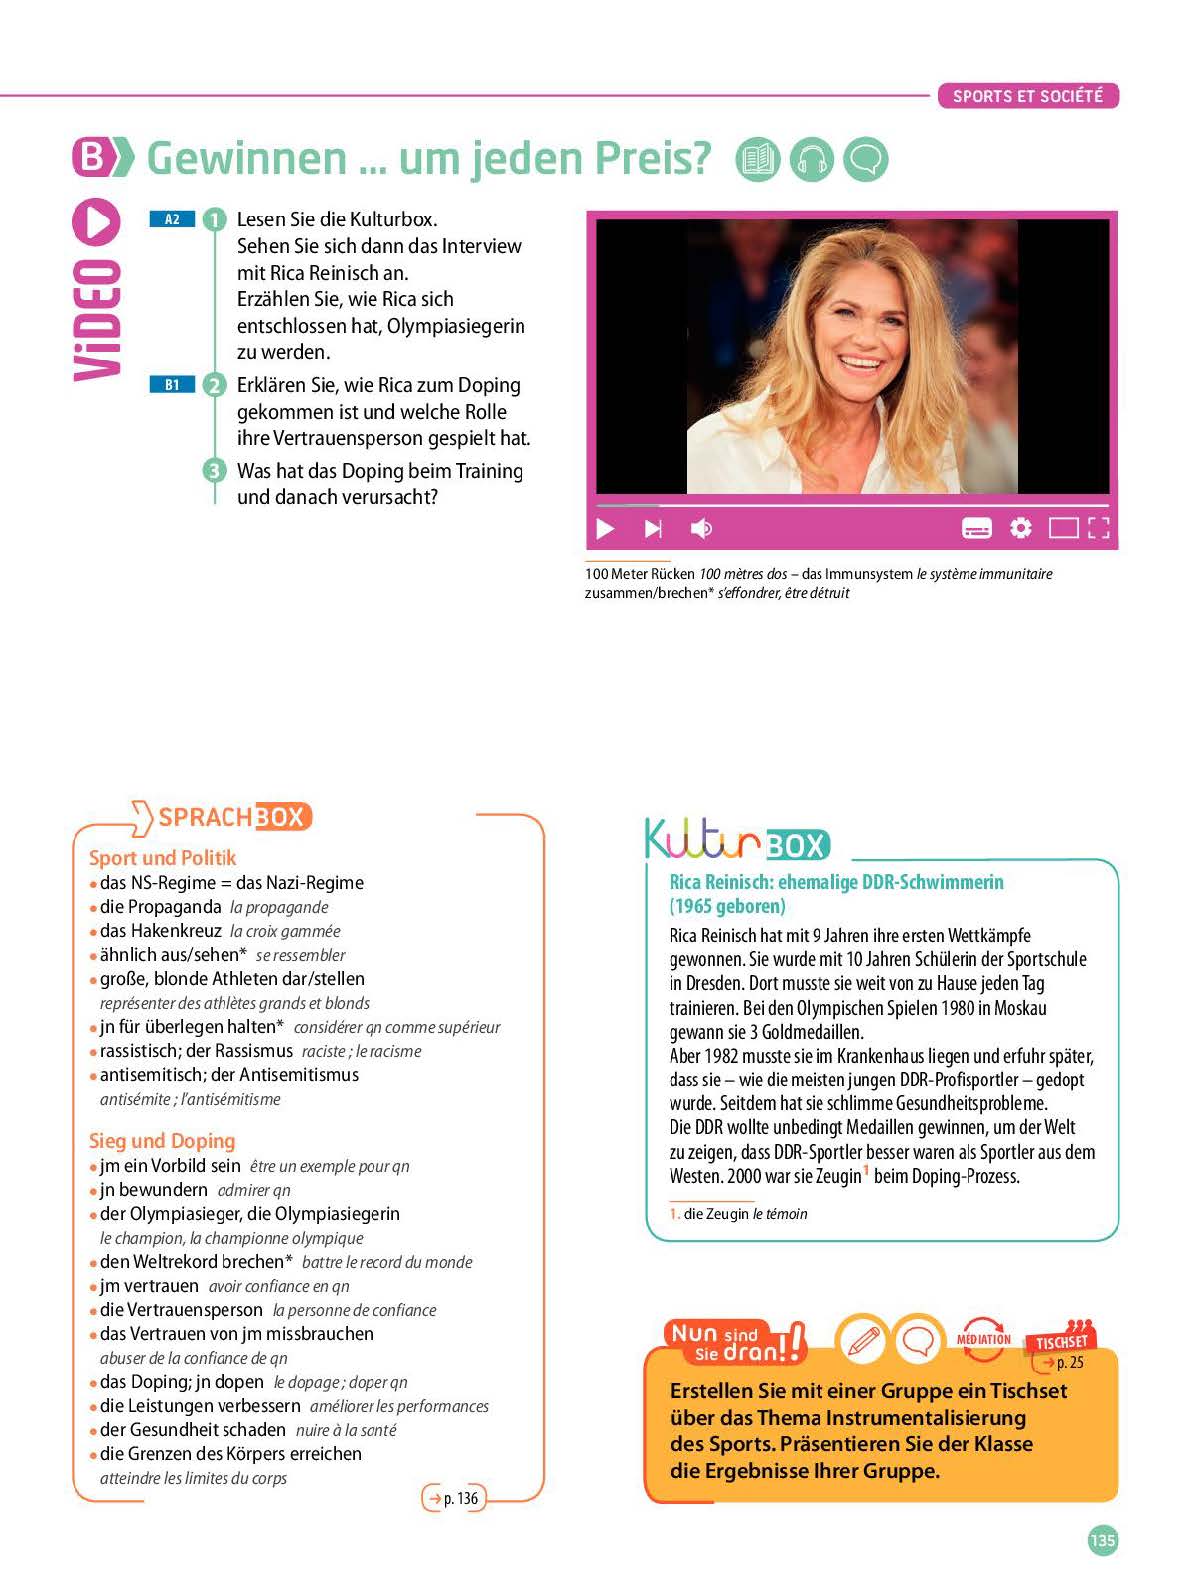 SPORTS ET SOCIÉTÉ
B Gewinnen ... um jeden Preis?
ViDEO
A2 1 Lesen Sie die Kulturbox.
Sehen Sie sich dann das Interview
mit Rica Reinisch an.
Erzählen Sie, wie Rica sich
entschlossen hat, Olympiasiegerin
zu werden.
B1 2 Erklären Sie, wie Rica zum Doping
gekommen ist und welche Rolle
ihre Vertrauensperson gespielt hat.
3 Was hat das Doping beim Training
und danach verursacht?
100 Meter Rücken 100 mètres dos – das Immunsystem le système immunitaire
zusammen/brechen* s'effondrer, être détruit
SPRACHBOX
Sport und Politik
• das NS-Regime = das Nazi-Regime
• die Propaganda la propagande
• das Hakenkreuz la croix gammée
• ähnlich aus/sehen* se ressembler
• große, blonde Athleten dar/stellen
représenter des athlètes grands et blonds
• jn für überlegen halten* considérer qn comme supérieur
• rassistisch; der Rassismus raciste ; le racisme
• antisemitisch; der Antisemitismus
antisémite ; l'antisémitisme
Sieg und Doping
• jm ein Vorbild sein être un exemple pour qn
• jn bewundern admirer qn
• der Olympiasieger, die Olympiasiegerin
le champion, la championne olympique
• den Weltrekord brechen* battre le record du monde
• jm vertrauen avoir confiance en qn
• die Vertrauensperson la personne de confiance
• das Vertrauen von jm missbrauchen
abuser de la confiance de qn
• das Doping; jn dopen le dopage ; doper qn
• die Leistungen verbessern améliorer les performances
• der Gesundheit schaden nuire à la santé
• die Grenzen des Körpers erreichen
atteindre les limites du corps
→ p. 136
Kultur BOX
Rica Reinisch: ehemalige DDR-Schwimmerin
(1965 geboren)
Rica Reinisch hat mit 9 Jahren ihre ersten Wettkämpfe
gewonnen. Sie wurde mit 10 Jahren Schülerin der Sportschule
in Dresden. Dort musste sie weit von zu Hause jeden Tag
trainieren. Bei den Olympischen Spielen 1980 in Moskau
gewann sie 3 Goldmedaillen.
Aber 1982 musste sie im Krankenhaus liegen und erfuhr später,
dass sie – wie die meisten jungen DDR-Profisportler – gedopt
wurde. Seitdem hat sie schlimme Gesundheitsprobleme.
Die DDR wollte unbedingt Medaillen gewinnen, um der Welt
zu zeigen, dass DDR-Sportler besser waren als Sportler aus dem
Westen. 2000 war sie Zeugin1 beim Doping-Prozess.
1. die Zeugin le témoin
Nun sind
Sie dran!!
MÉDIATION
TISCHSET
→ p. 25
Erstellen Sie mit einer Gruppe ein Tischset
über das Thema Instrumentalisierung
des Sports. Präsentieren Sie der Klasse
die Ergebnisse Ihrer Gruppe.
135